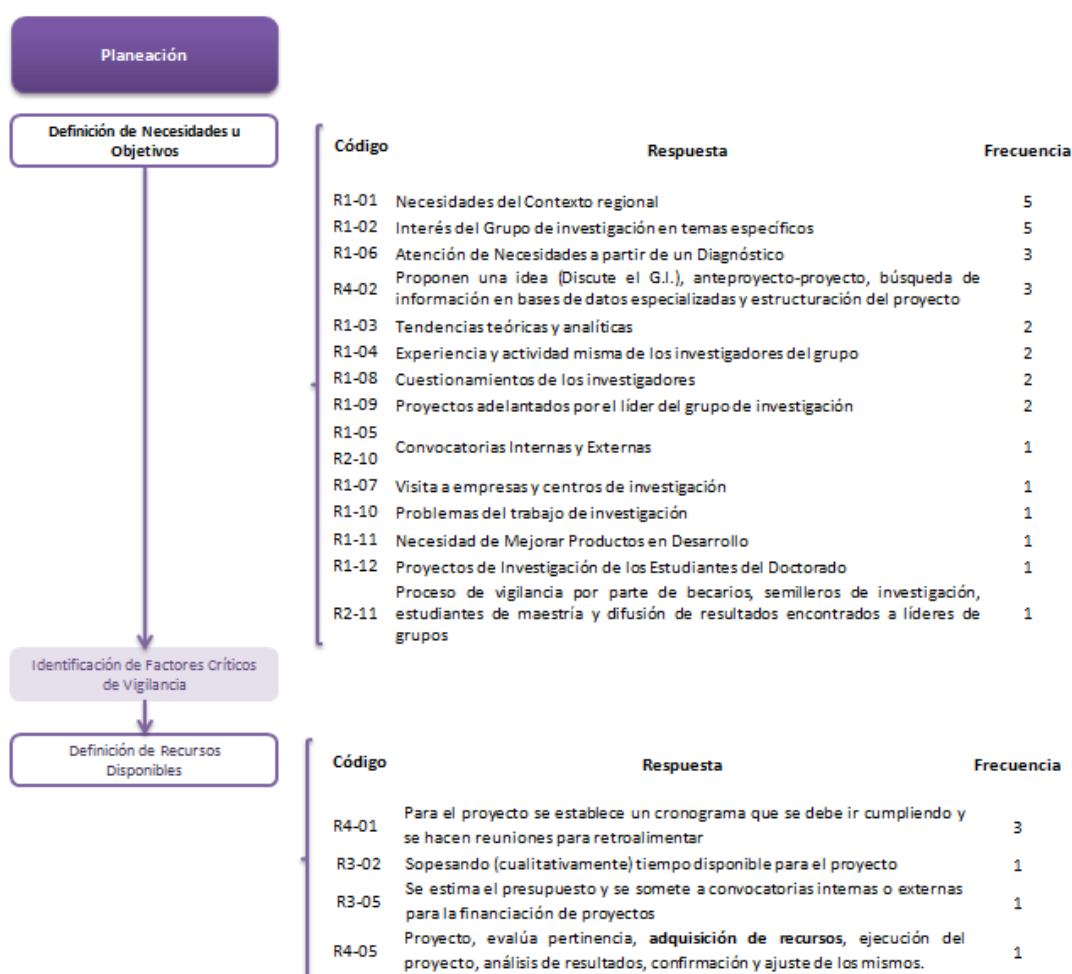 Planeación
Definición de Necesidades u
Objetivos
Código Respuesta Frecuencia
R1-01 Necesidades del Contexto regional 5
R1-02 Interés del Grupo de investigación en temas específicos 5
R1-06 Atención de Necesidades a partir de un Diagnóstico 3
R4-02 Proponen una idea (Discute el G.I.), anteproyecto-proyecto, búsqueda de
información en bases de datos especializadas y estructuración del proyecto 3
R1-03 Tendencias teóricas y analíticas 2
R1-04 Experiencia y actividad misma de los investigadores del grupo 2
R1-08 Cuestionamientos de los investigadores 2
R1-09 Proyectos adelantados por el líder del grupo de investigación 2
R1-05
R2-10 Convocatorias Internas y Externas 1
R1-07 Visita a empresas y centros de investigación 1
R1-10 Problemas del trabajo de investigación 1
R1-11 Necesidad de Mejorar Productos en Desarrollo 1
R1-12 Proyectos de Investigación de los Estudiantes del Doctorado 1
Proceso de vigilancia por parte de becarios, semilleros de investigación,
R2-11 estudiantes de maestría y difusión de resultados encontrados a líderes de 1
grupos
Identificación de Factores Críticos
de Vigilancia
Definición de Recursos
Disponibles
Código Respuesta Frecuencia
R4-01 Para el proyecto se establece un cronograma que se debe ir cumpliendo y
se hacen reuniones para retroalimentar 3
R3-02 Sopesando (cualitativamente) tiempo disponible para el proyecto 1
R3-05 Se estima el presupuesto y se somete a convocatorias internas o externas
para la financiación de proyectos 1
R4-05 Proyecto, evalúa pertinencia, adquisición de recursos, ejecución del
proyecto, análisis de resultados, confirmación y ajuste de los mismos. 1